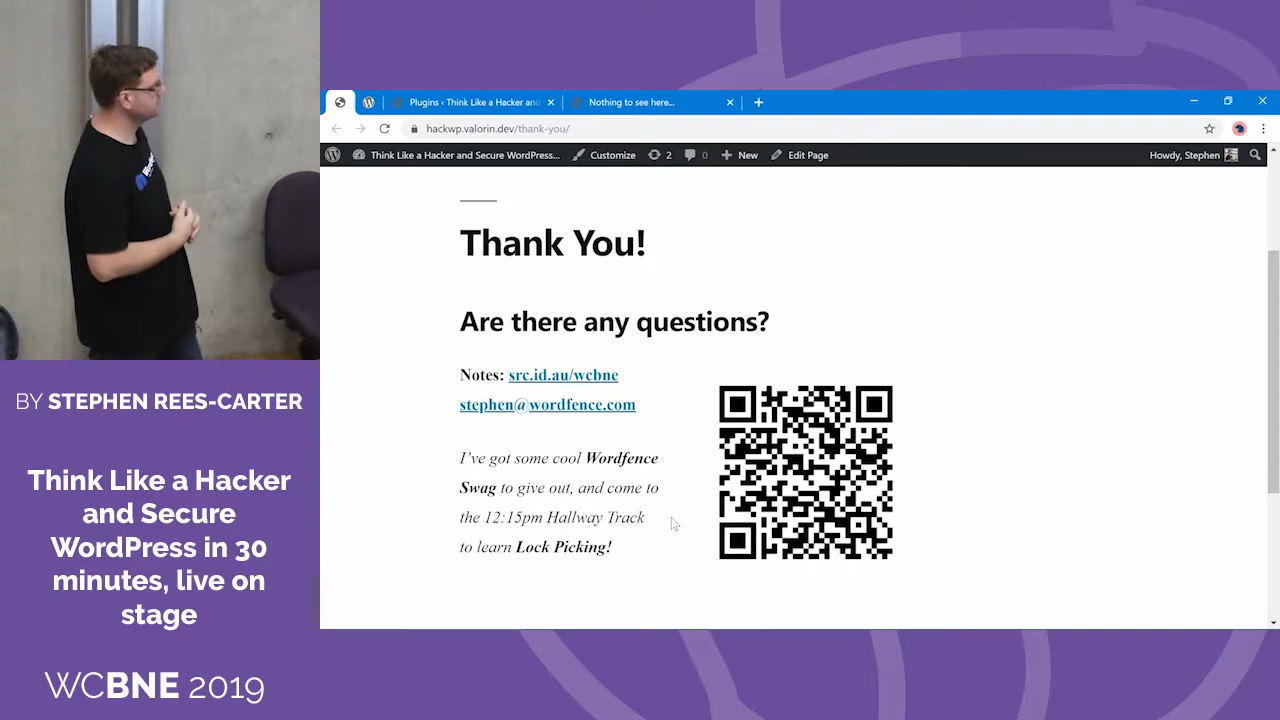 Plugins ‹ Think Like a Hacker and
Nothing to see here...
hackwp.valorin.dev/thank-you/
Think Like a Hacker and Secure WordPress...
Customize
2
0
New
Edit Page
Howdy, Stephen
Thank You!
Are there any questions?
Notes: src.id.au/wcbne
stephen@wordfence.com
I've got some cool Wordfence
Swag to give out, and come to
the 12:15pm Hallway Track
to learn Lock Picking!
BY STEPHEN REES-CARTER
Think Like a Hacker
and Secure
WordPress in 30
minutes, live on
stage
WCBNE 2019